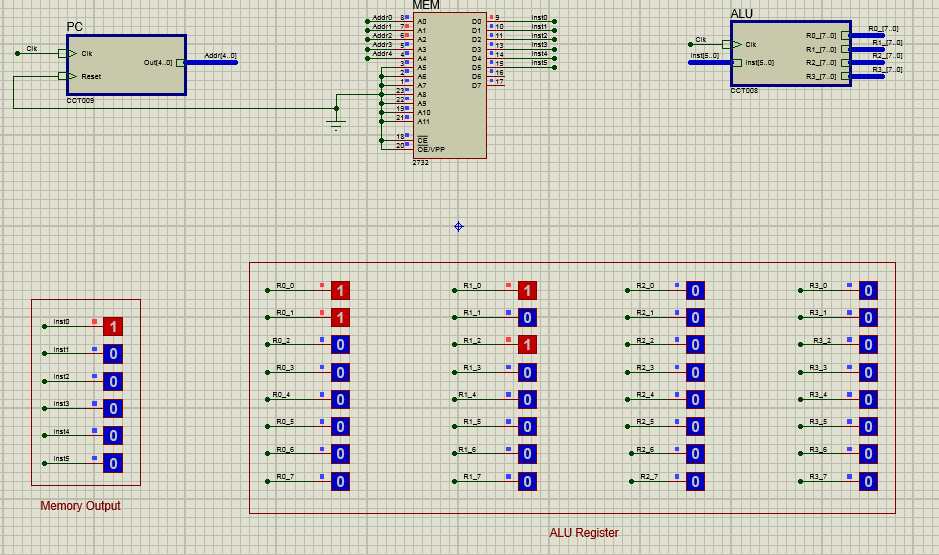 PC
Clk
Clk
Reset
Out[4..0]
Addr[4..0]
CCT009
MEM
Addr0 8 A0 D0 9 Inst0
Addr1 7 A1 D1 10 Inst1
Addr2 6 A2 D2 11 Inst2
Addr3 5 A3 D3 13 Inst3
Addr4 4 A4 D4 14 Inst4
3 A5 D5 15 Inst5
2 A6 D6 16
1 A7 D7 17
23 A8
22 A9
19 A10
21 A11
18 CE
20 OE/VPP
2732
ALU
Clk
Clk
Inst[5..0]
Inst[5..0]
R0_[7..0] R0_[7..0]
R1_[7..0] R1_[7..0]
R2_[7..0] R2_[7..0]
R3_[7..0] R3_[7..0]
CCT008
Inst0 1
Inst1 0
Inst2 0
Inst3 0
Inst4 0
Inst5 0
Memory Output
R0_0 1 R1_0 1 R2_0 0 R3_0 0
R0_1 1 R1_1 0 R2_1 0 R3_1 0
R0_2 0 R1_2 1 R2_2 0 R3_2 0
R0_3 0 R1_3 0 R2_3 0 R3_3 0
R0_4 0 R1_4 0 R2_4 0 R3_4 0
R0_5 0 R1_5 0 R2_5 0 R3_5 0
R0_6 0 R1_6 0 R2_6 0 R3_6 0
R0_7 0 R1_7 0 R2_7 0 R3_7 0
ALU Register